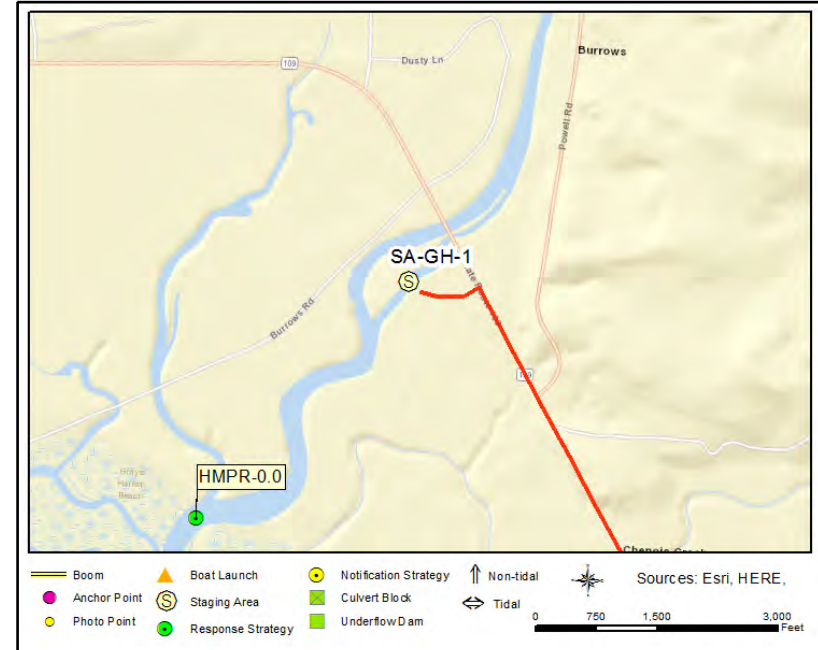 Burrows
Dusty Ln
109
Powell Rd
SA-GH-1
S
Burrows Rd
HMPR-0.0
Boom
Boat Launch
Notification Strategy
Non-tidal
Sources: Esri, HERE,
Anchor Point
S
Staging Area
Culvert Block
Tidal
Photo Point
Response Strategy
Underflow Dam
0 750 1,500 3,000
Feet